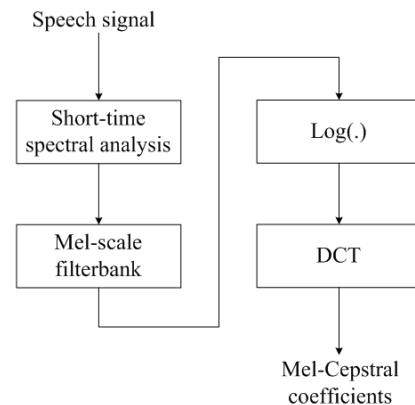 Speech signal
Short-time
spectral analysis
Mel-scale
filterbank
Log(.)
DCT
Mel-Cepstral
coefficients